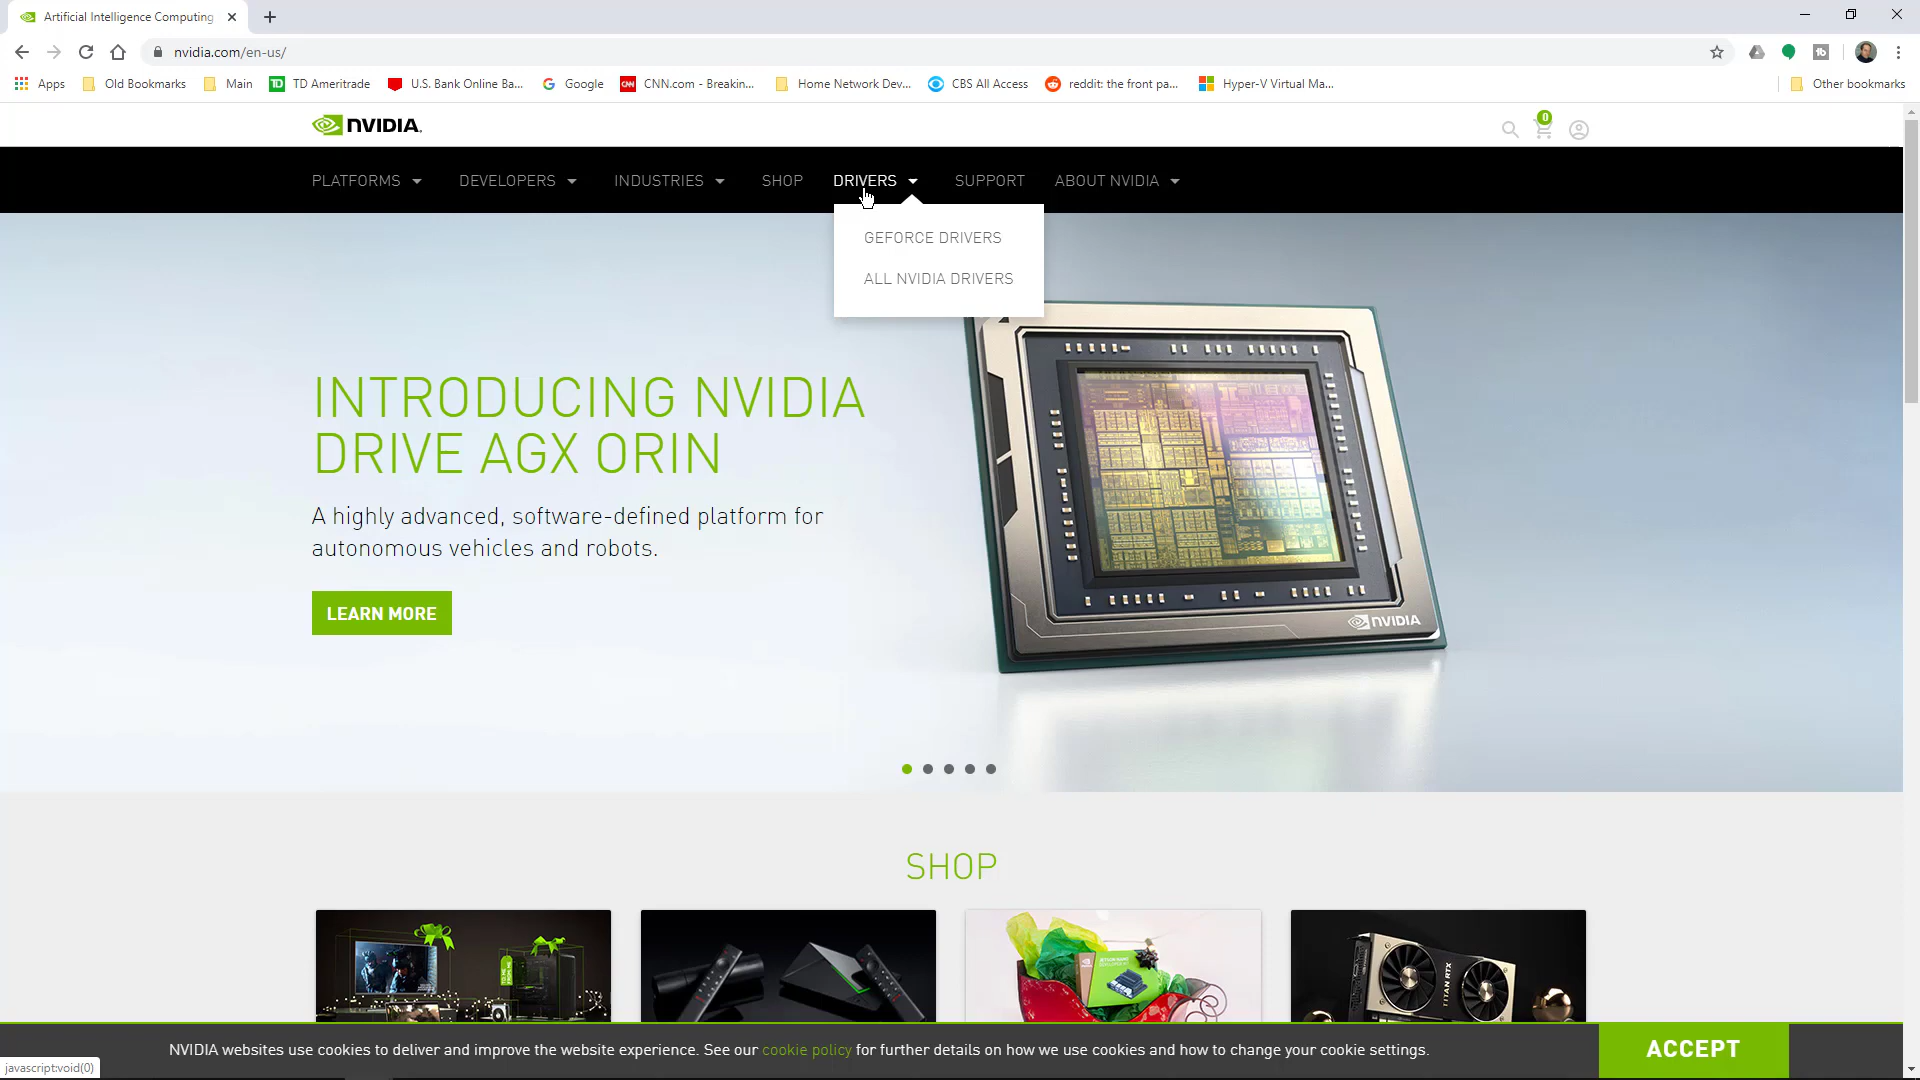 Artificial Intelligence Computing
nvidia.com/en-us/
Apps Old Bookmarks Main TD Ameritrade U.S. Bank Online Ba... Google CNN.com - Breakin... Home Network Dev... CBS All Access reddit: the front pa... Hyper-V Virtual Ma... Other bookmarks
NVIDIA.
0
PLATFORMS DEVELOPERS INDUSTRIES SHOP DRIVERS SUPPORT ABOUT NVIDIA
GEFORCE DRIVERS
ALL NVIDIA DRIVERS
INTRODUCING NVIDIA
DRIVE AGX ORIN
A highly advanced, software-defined platform for
autonomous vehicles and robots.
LEARN MORE
NVIDIA
SHOP
TITAN RTX
NVIDIA websites use cookies to deliver and improve the website experience. See our cookie policy for further details on how we use cookies and how to change your cookie settings.
ACCEPT
javascript:void(0)